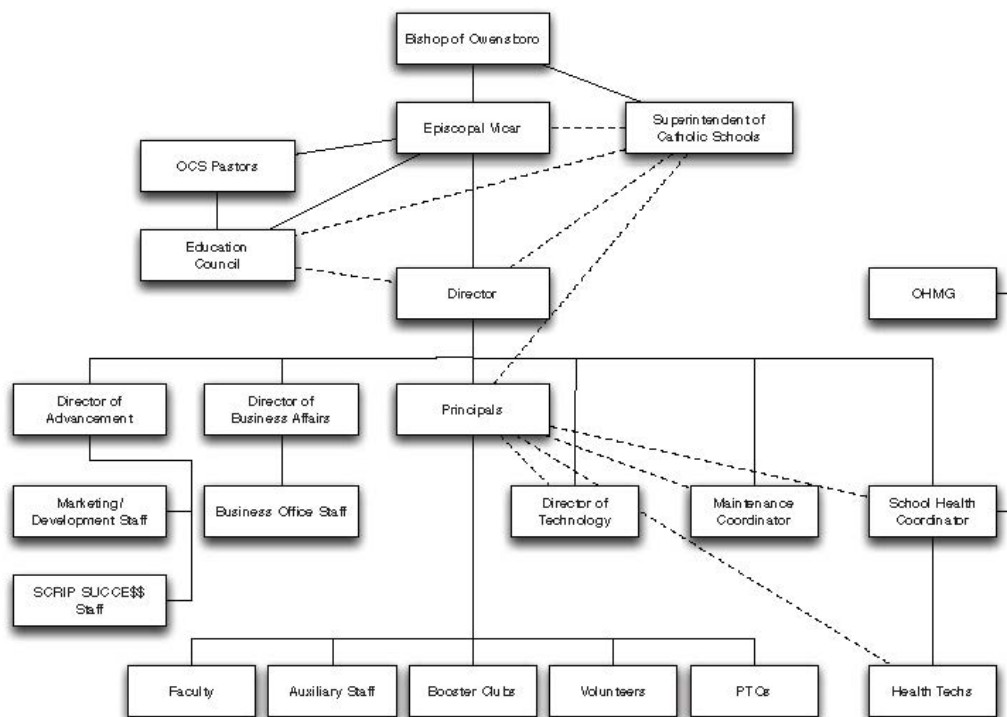 Bishop of Owensboro
Episcopal Vicar
Superintendent of
Catholic Schools
OCS Pastors
Education
Council
Director
OHMG
Director of
Advancement
Director of
Business Affairs
Principals
Marketing/
Development Staff
Business Office Staff
Director of
Technology
Maintenance
Coordinator
School Health
Coordinator
SCRIP SUCCE$$
Staff
Faculty
Auxiliary Staff
Booster Clubs
Volunteers
PTOs
Health Techs